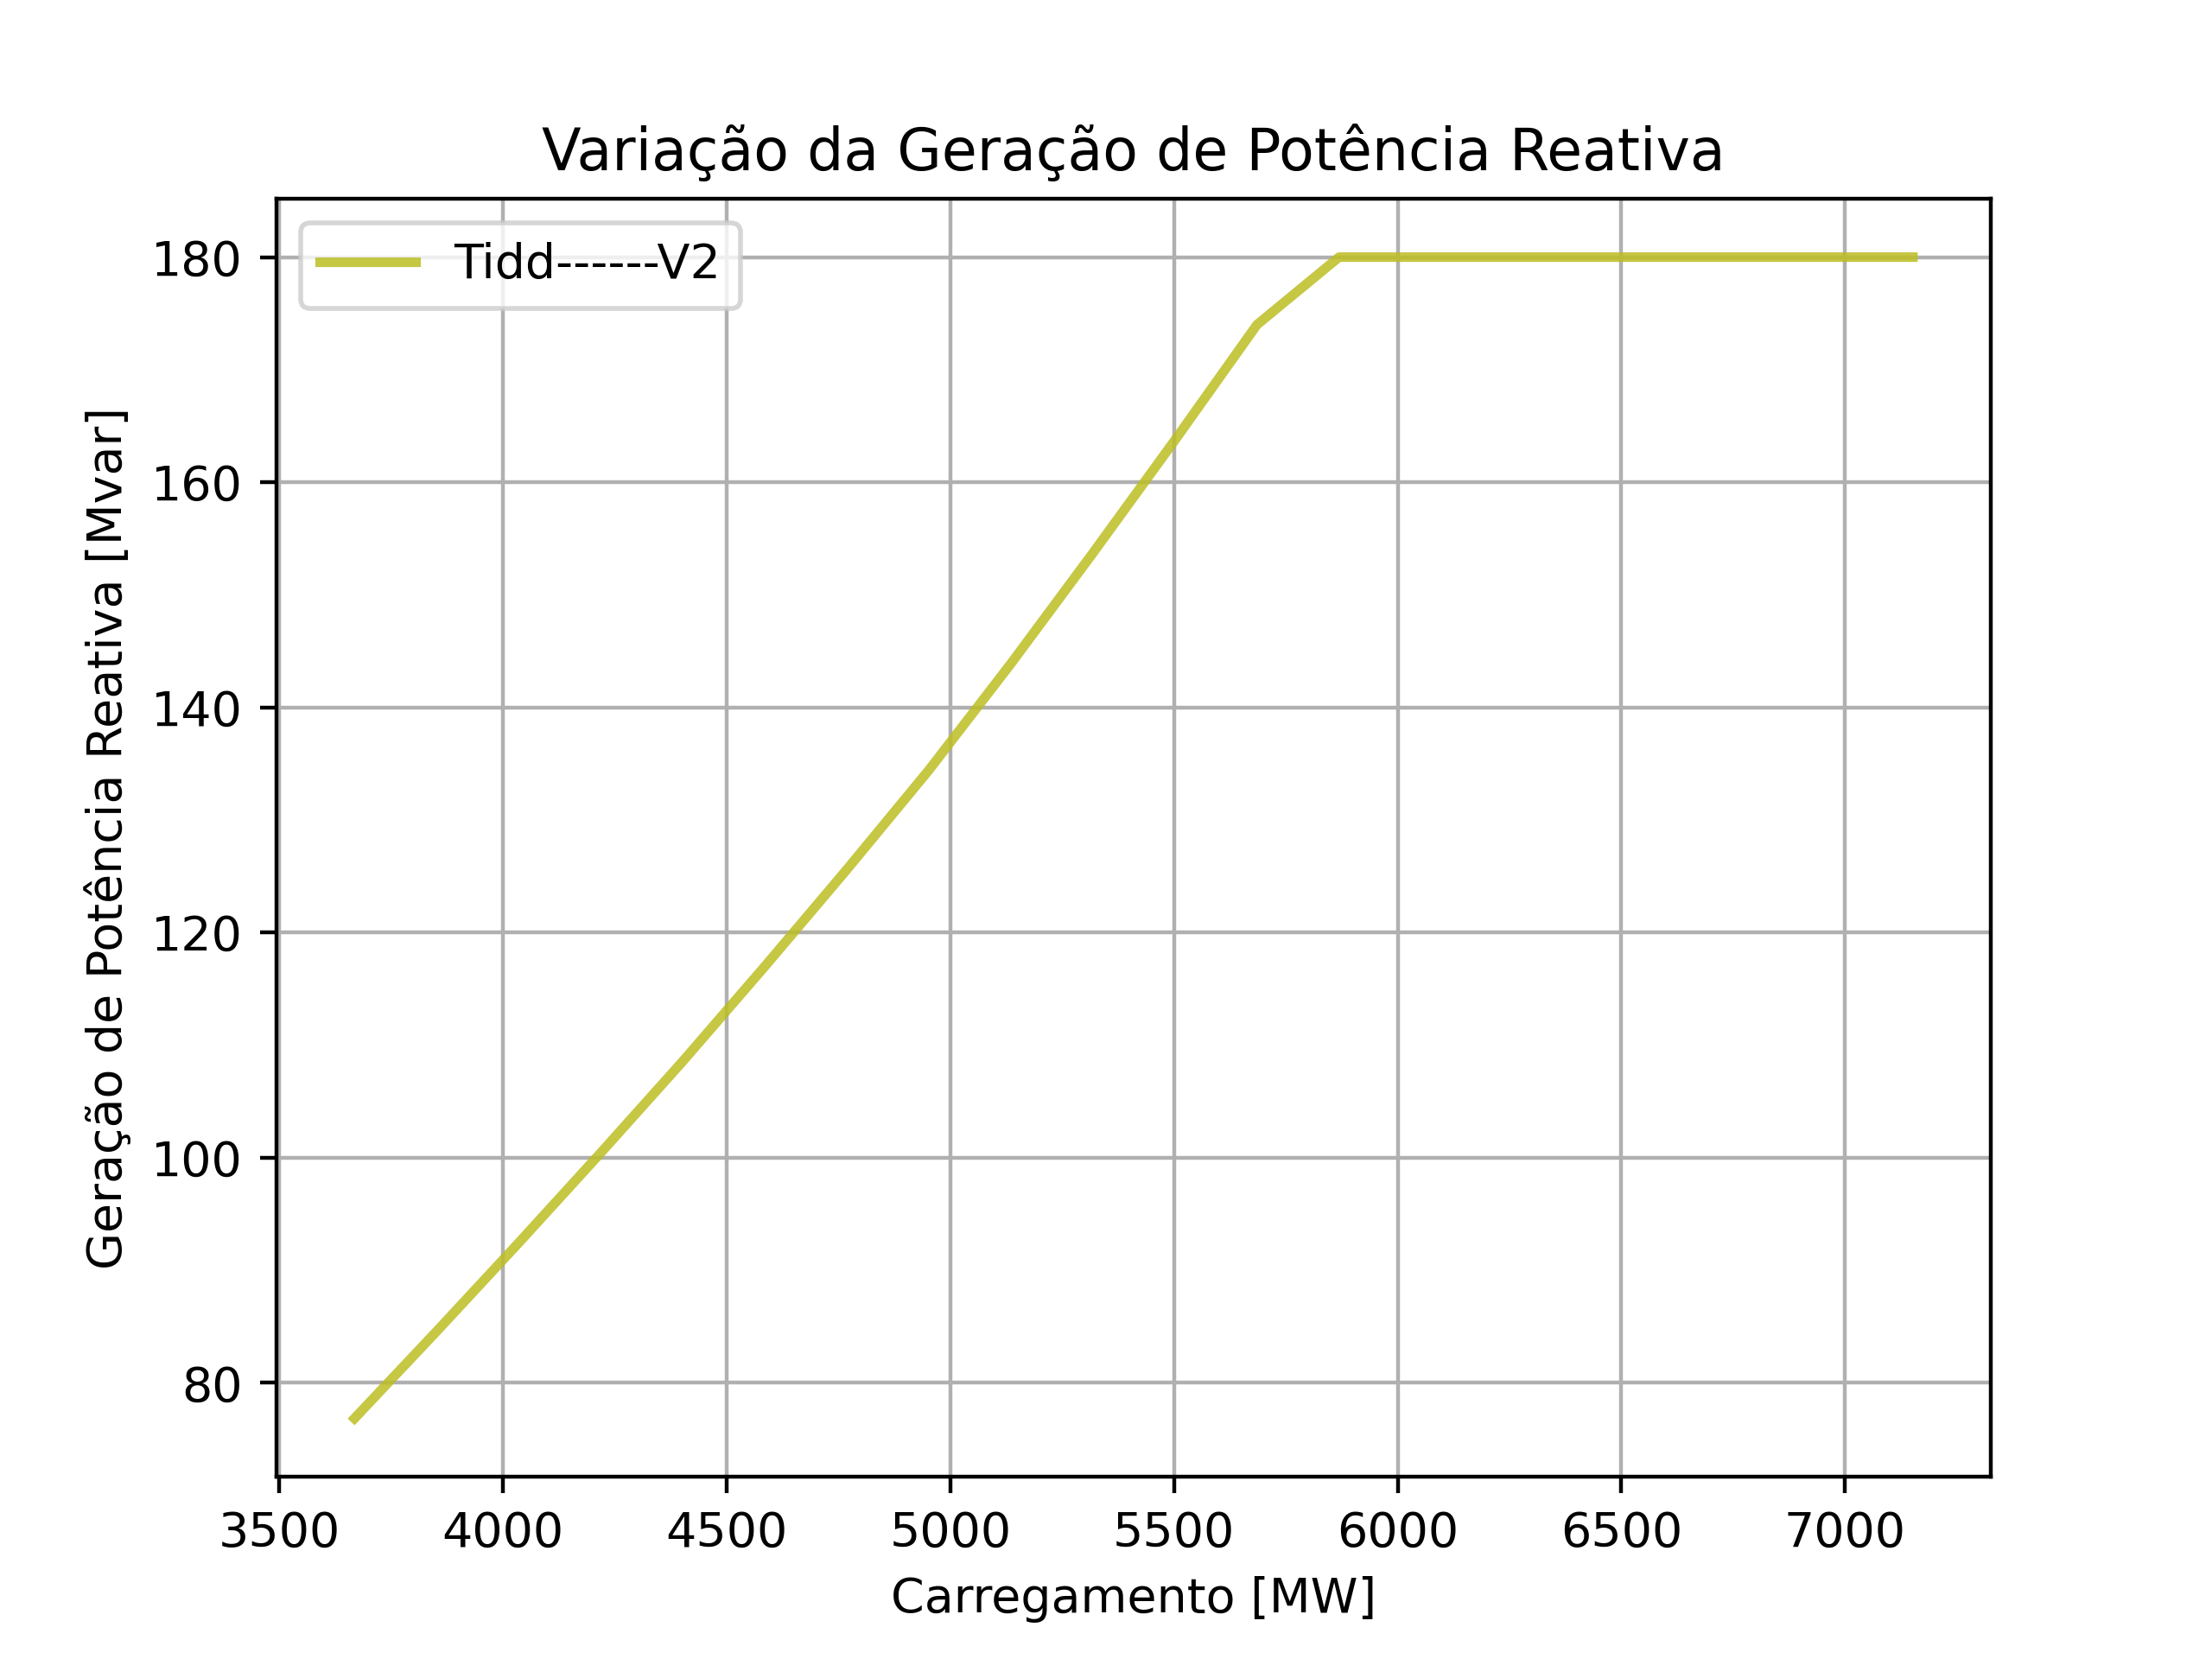 Variação da Geração de Potência Reativa
Tidd------V2
Geração de Potência Reativa [Mvar]
180
160
140
120
100
80
3500 4000 4500 5000 5500 6000 6500 7000
Carregamento [MW]